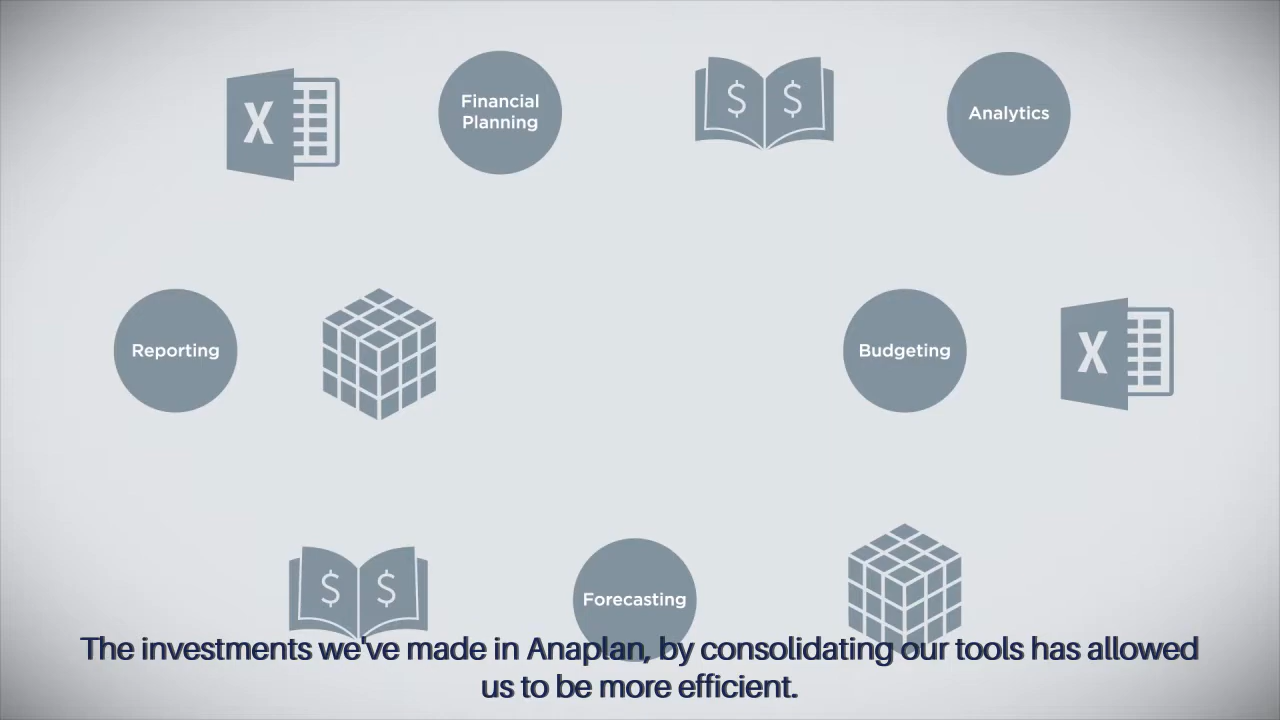 X
Financial
Planning
$ $
Analytics
Reporting
Budgeting
X
$ $
Forecasting
The investments we've made in Anaplan, by consolidating our tools has allowed
us to be more efficient.